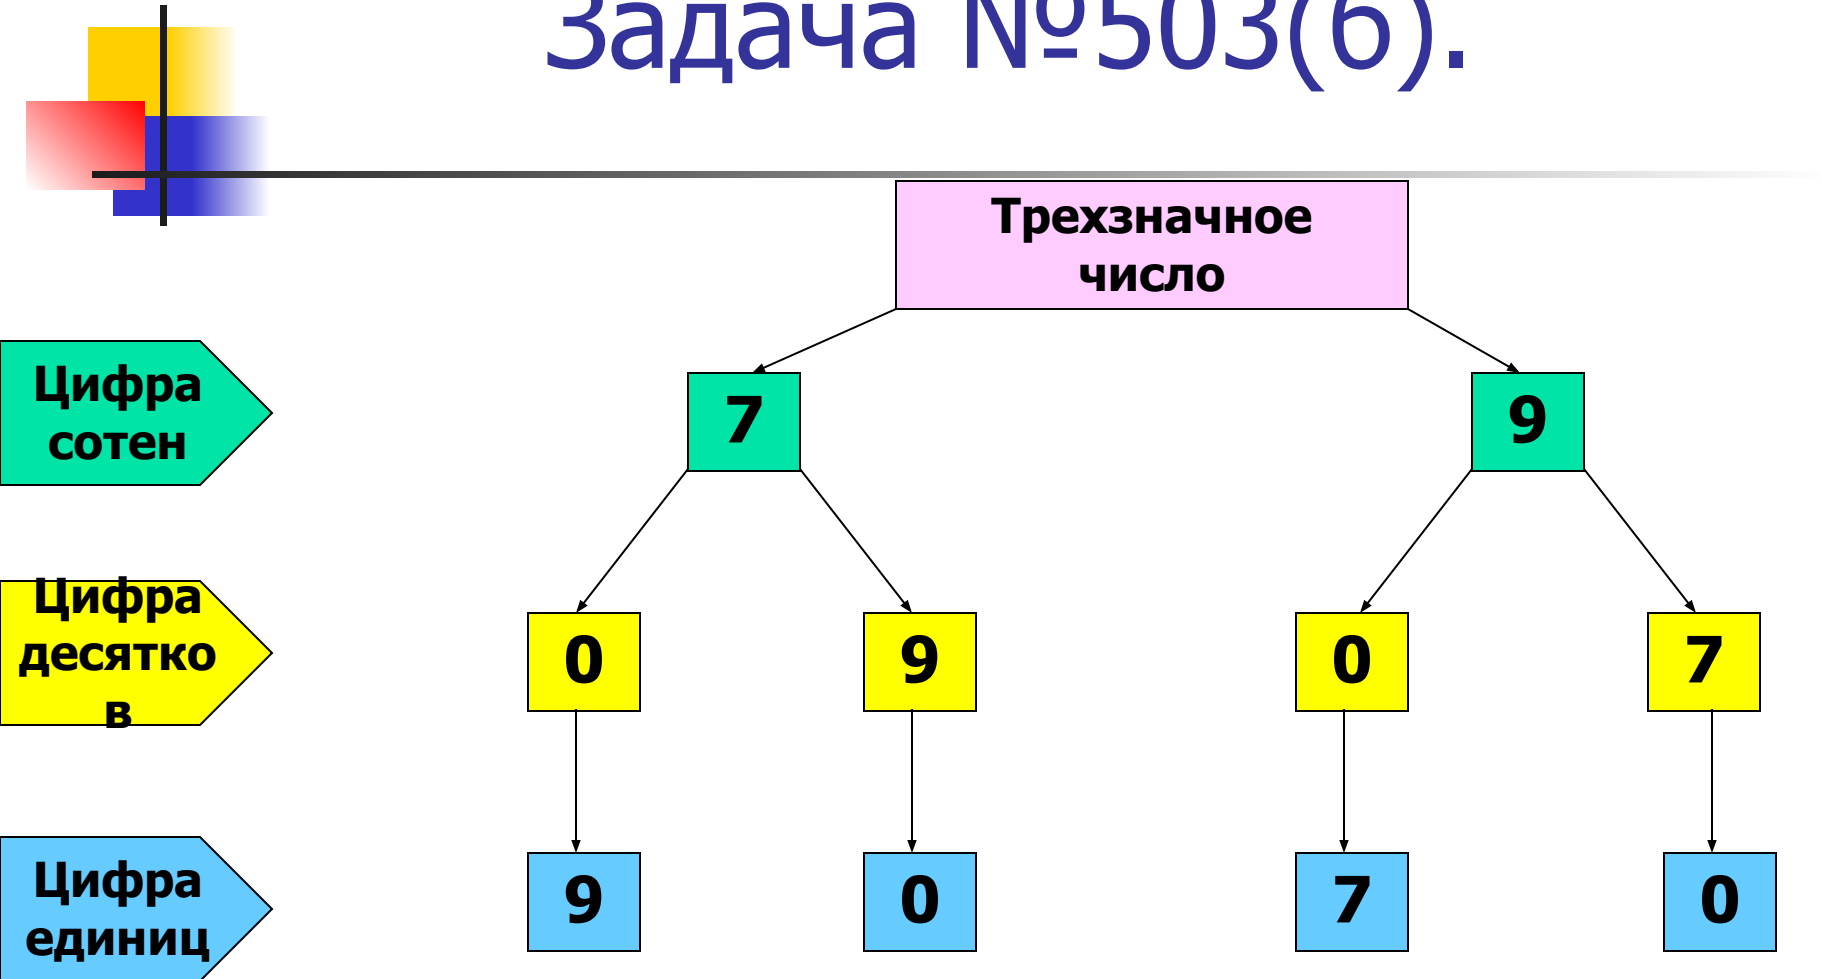 Задача №503(б).
Трехзначное
число
Цифра
сотен
7
9
Цифра
десятко
в
0
9
0
7
Цифра
единиц
9
0
7
0